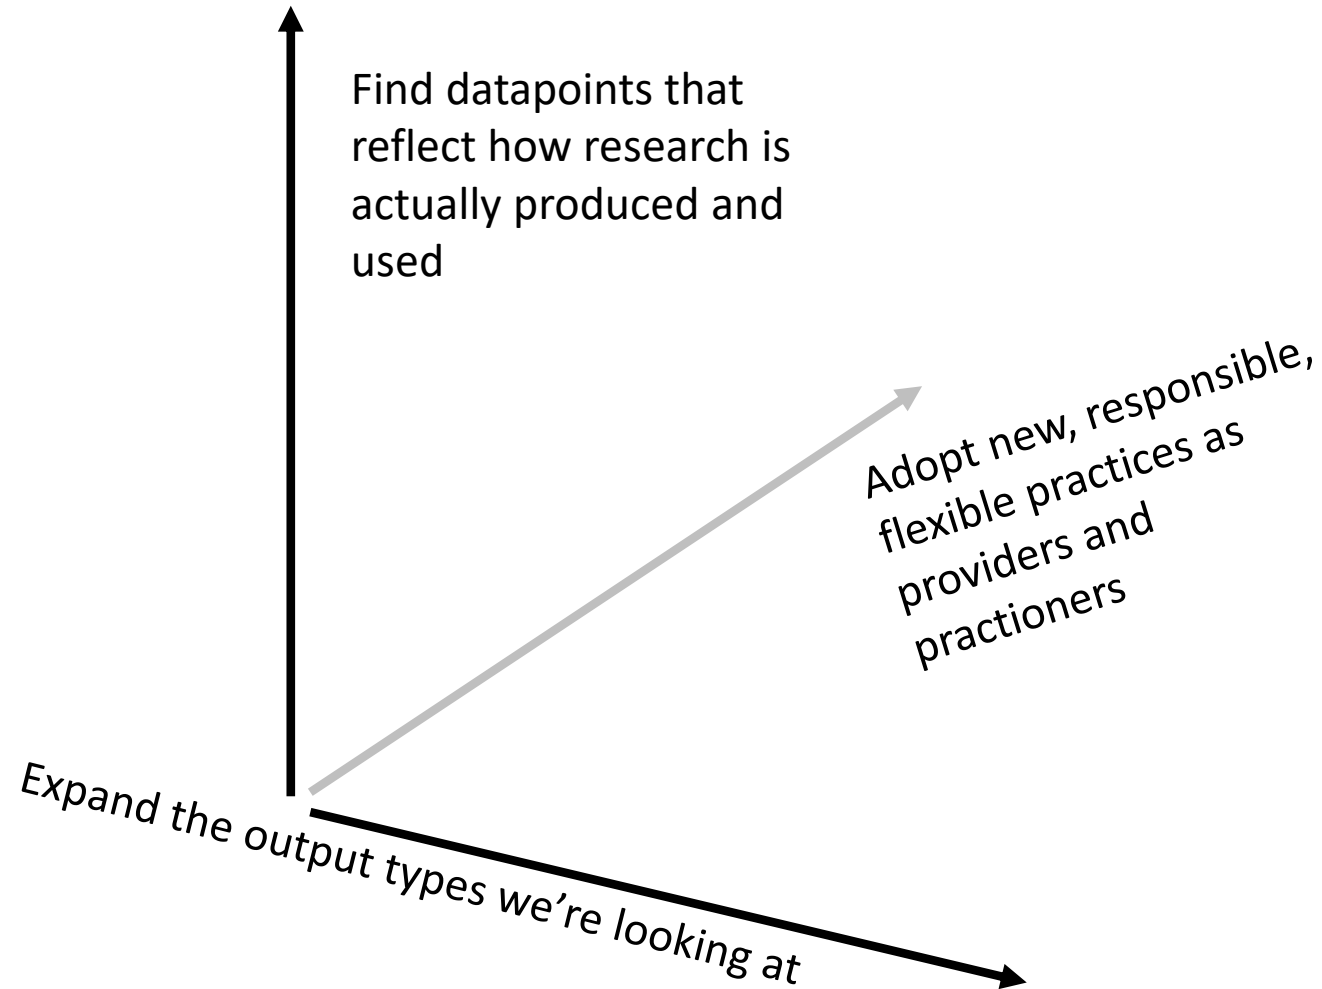 Find datapoints that
reflect how research is
actually produced and
used
Adopt new, responsible,
flexible practices as
providers and
practioners
Expand the output types we’re looking at